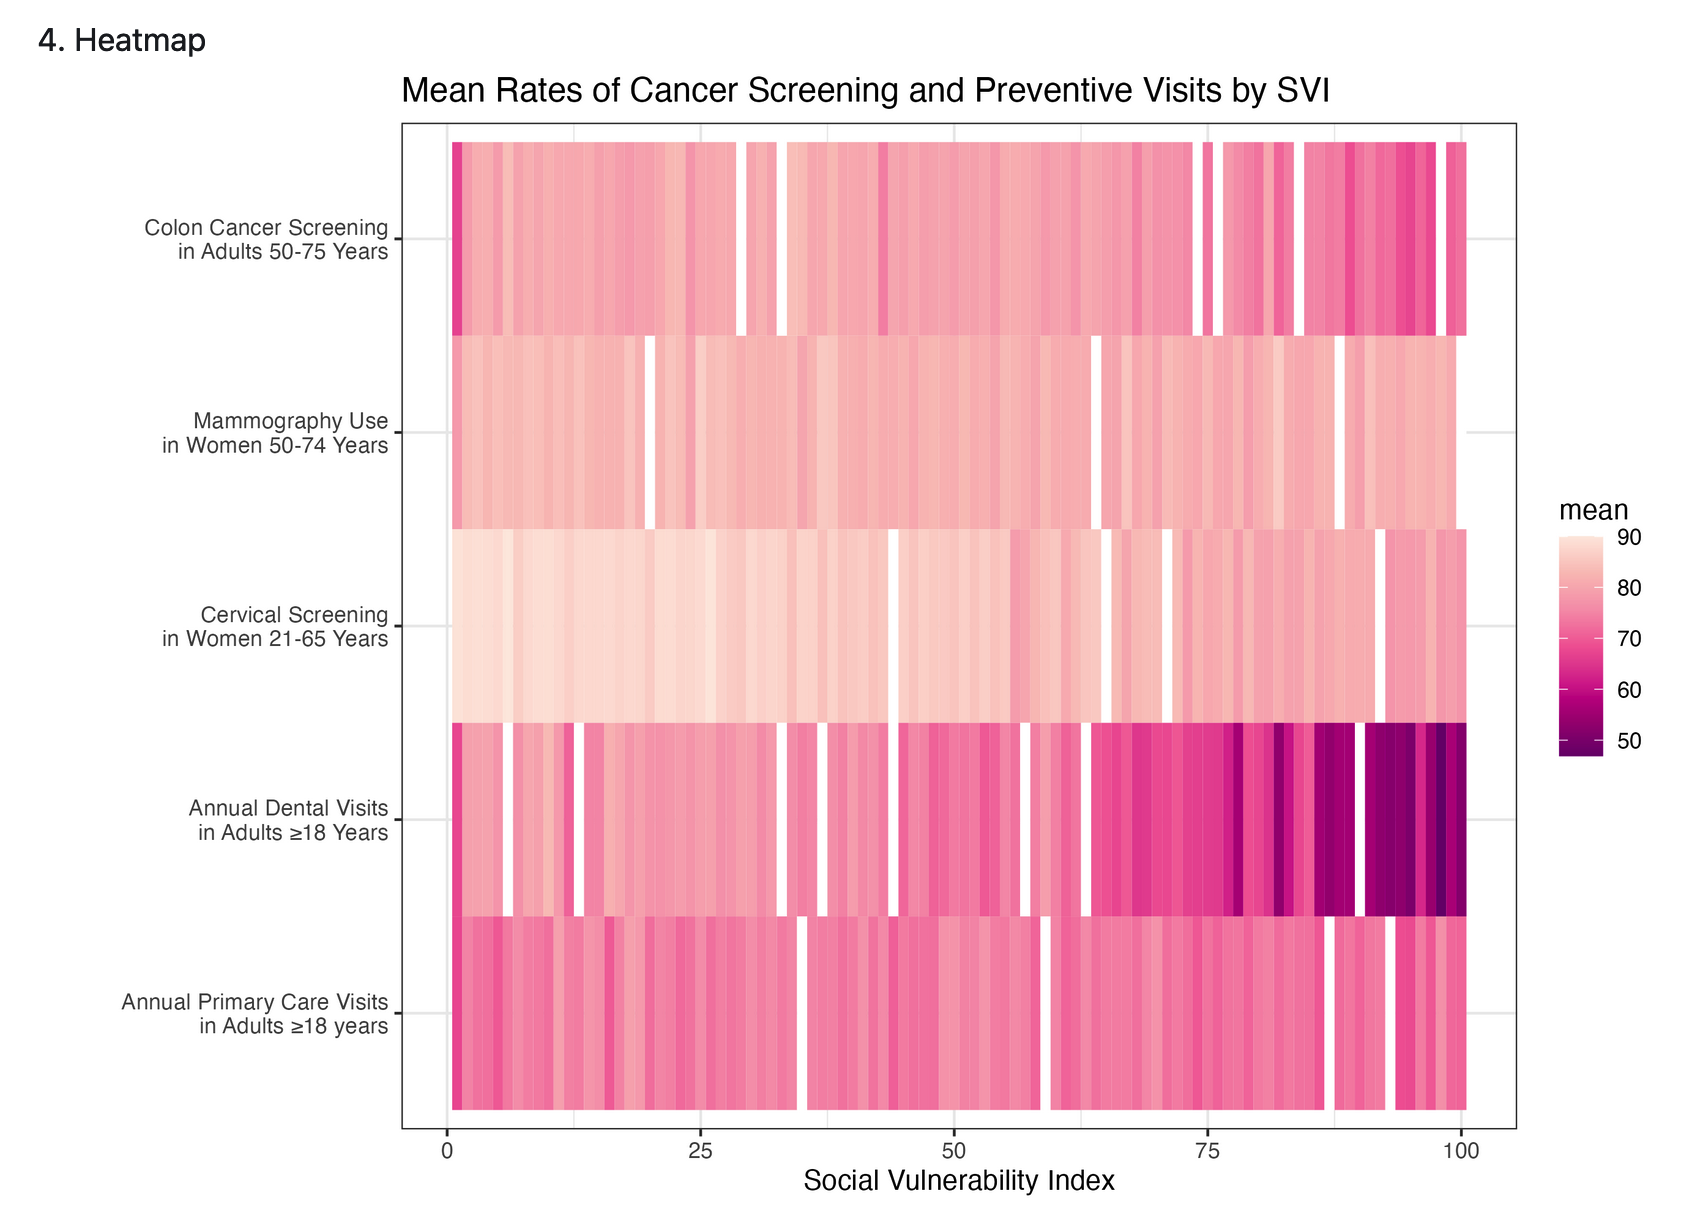 4. Heatmap
Mean Rates of Cancer Screening and Preventive Visits by SVI
Colon Cancer Screening
in Adults 50-75 Years
Mammography Use
in Women 50-74 Years
Cervical Screening
in Women 21-65 Years
Annual Dental Visits
in Adults ≥18 Years
Annual Primary Care Visits
in Adults ≥18 years
0 25 50 75 100
Social Vulnerability Index
mean
90
80
70
60
50